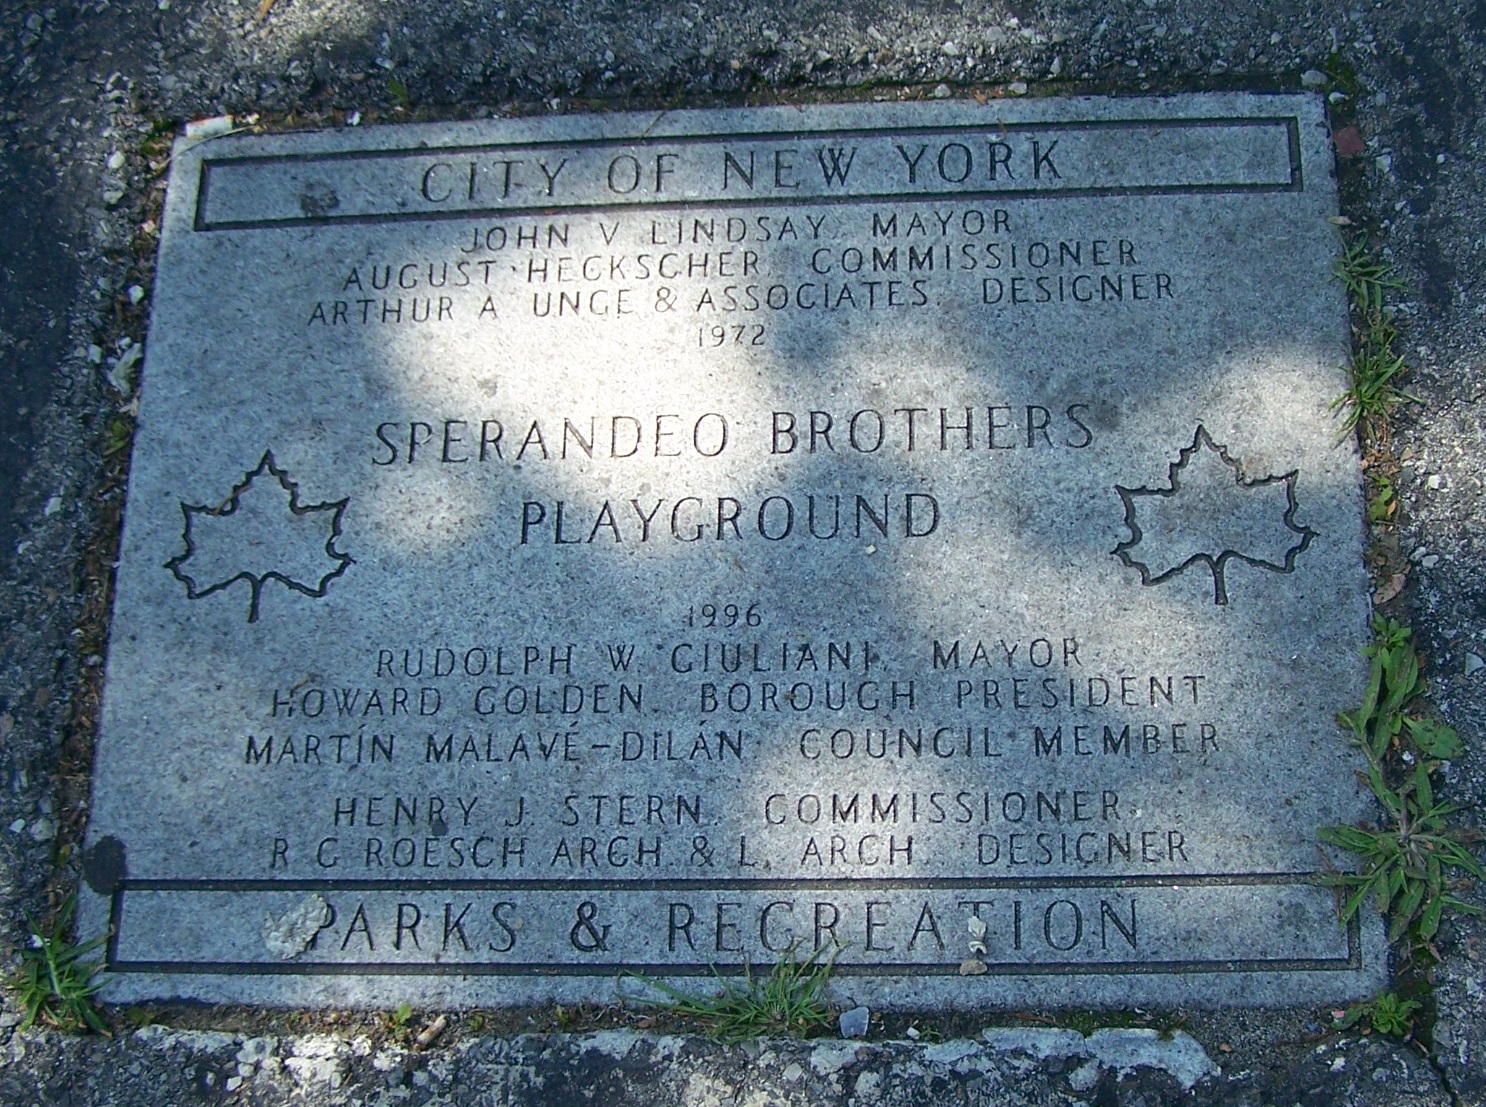 CITY OF NEW YORK
JOHN V LINDSAY MAYOR
AUGUST HECKSCHER COMMISSIONER
ARTHUR A UNGE & ASSOCIATES DESIGNER
1972
SPERANDEO BROTHERS
PLAYGROUND
1996
RUDOLPH W GIULIANI MAYOR
HOWARD GOLDEN BOROUGH PRESIDENT
MARTÍN MALAVÉ-DILÁN COUNCIL MEMBER
HENRY J STERN COMMISSIONER
R G ROESCH ARCH & L. ARCH DESIGNER
PARKS & RECREATION